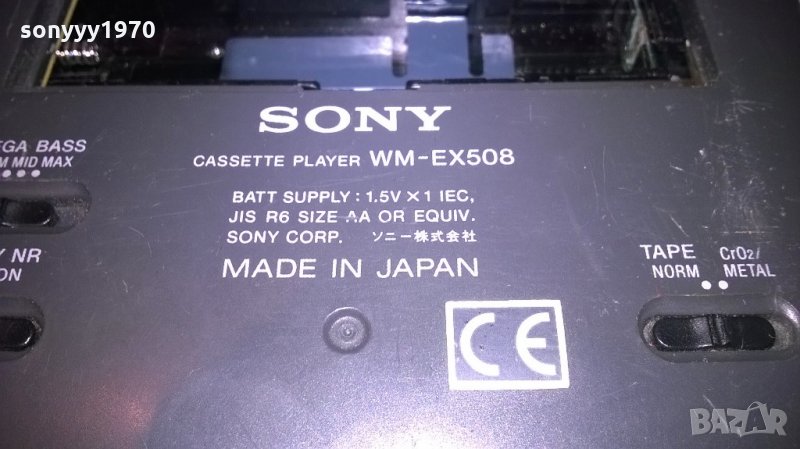 sonyyy1970
SONY
CASSETTE PLAYER WM-EX508
BATT SUPPLY : 1.5V × 1 IEC,
JIS R6 SIZE AA OR EQUIV.
SONY CORP. ソニー株式会社
MADE IN JAPAN
CE
EGA BASS
M MID MAX
Y NR
ON
TAPE CrO2/
NORM METAL
BAZAR